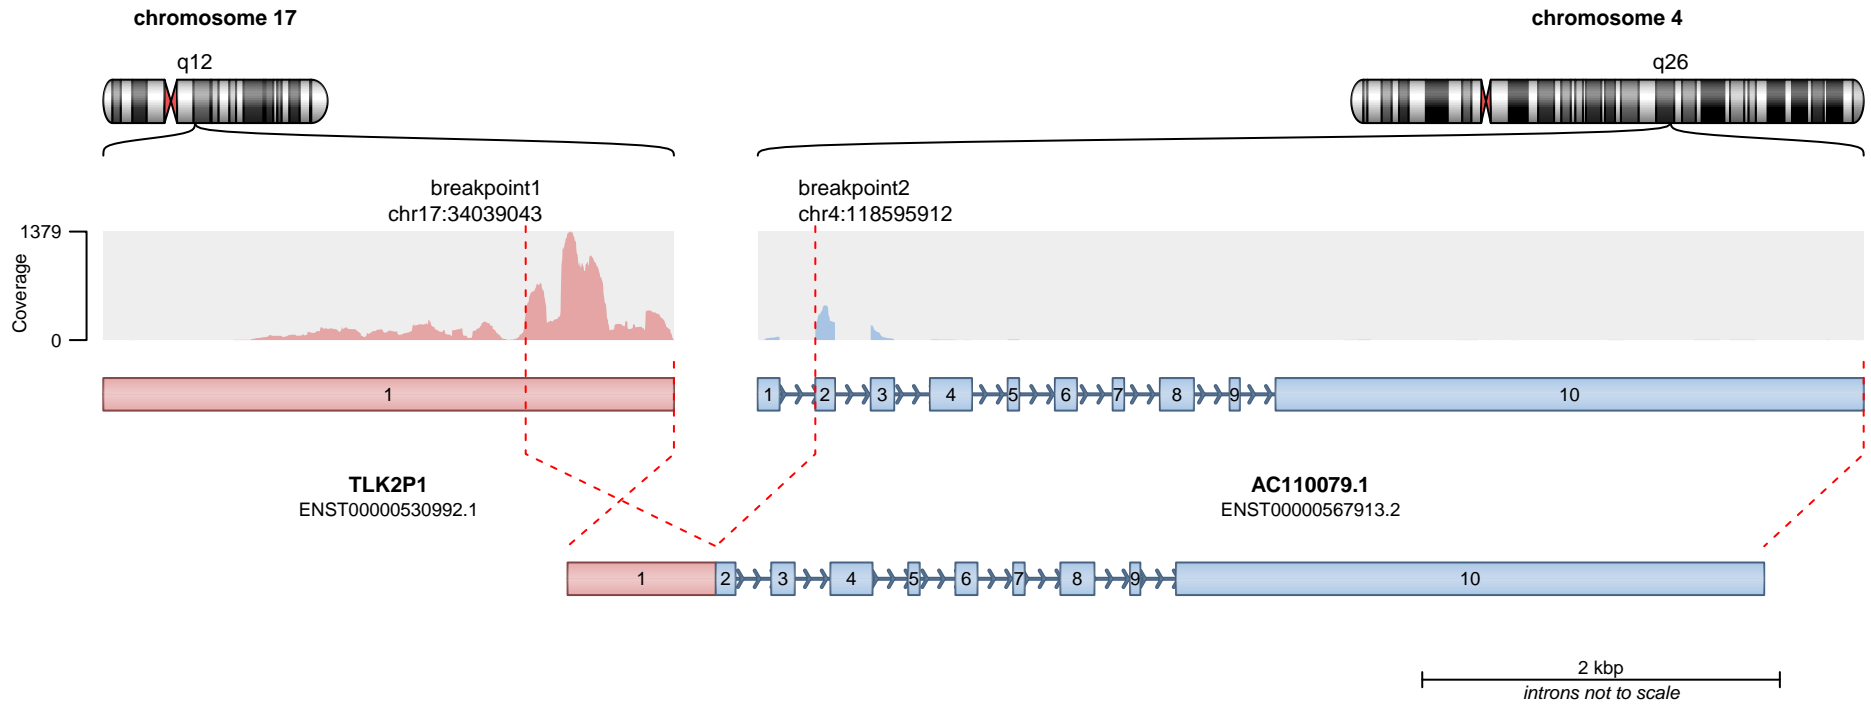 chromosome 17
chromosome 4
q12
q26
breakpoint1
chr17:34039043
breakpoint2
chr4:118595912
1379
Coverage
0
1
1 2 3 4 5 6 7 8 9 10
TLK2P1
ENST00000530992.1
AC110079.1
ENST00000567913.2
1 2 3 4 5 6 7 8 9 10
2 kbp
introns not to scale